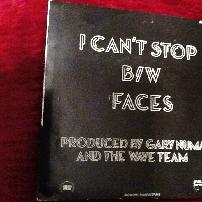 I CAN'T STOP
B/W
FACES
PRODUCED BY GARY NUMA
AND THE WAVE TEAM